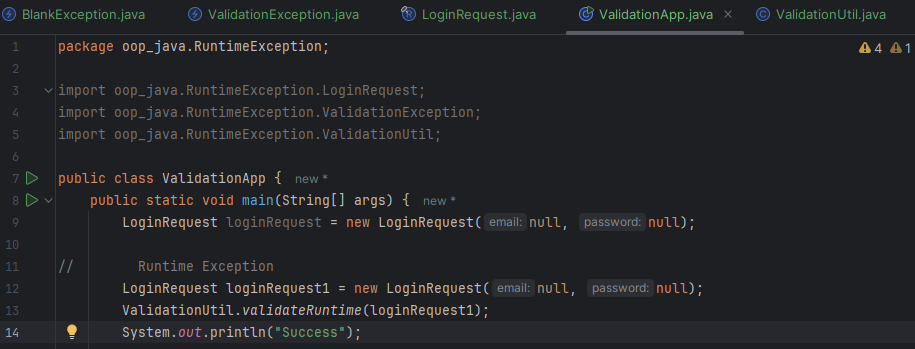 BlankException.java ValidationException.java LoginRequest.java ValidationApp.java ValidationUtil.java
1 package oop_java.RuntimeException; 4 1
2
3 import oop_java.RuntimeException.LoginRequest;
4 import oop_java.RuntimeException.ValidationException;
5 import oop_java.RuntimeException.ValidationUtil;
6
7 public class ValidationApp { new *
8 public static void main(String[] args) { new *
9 LoginRequest loginRequest = new LoginRequest( email: null, password: null);
10
11 // Runtime Exception
12 LoginRequest loginRequest1 = new LoginRequest( email: null, password: null);
13 ValidationUtil.validateRuntime(loginRequest1);
14 System.out.println("Success");